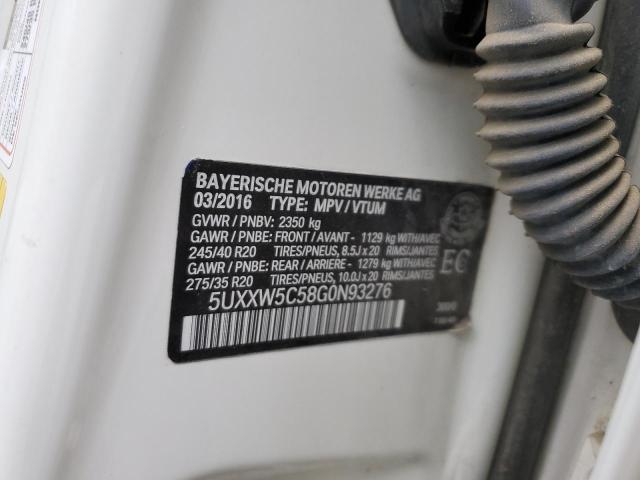 BAYERISCHE MOTOREN WERKE AG
03/2016 TYPE: MPV / VTUM
GVWR / PNBV: 2350 kg
GAWR / PNBE: FRONT / AVANT - 1129 kg WITH/AVEC
245/40 R20 TIRES/PNEUS, 8.5J x 20 RIMS/JANTES
GAWR / PNBE: REAR / ARRIERE - 1279 kg WITH/AVEC
275/35 R20 TIRES/PNEUS, 10.0J x 20 RIMS/JANTES
5UXXW5C58G0N93276
EC